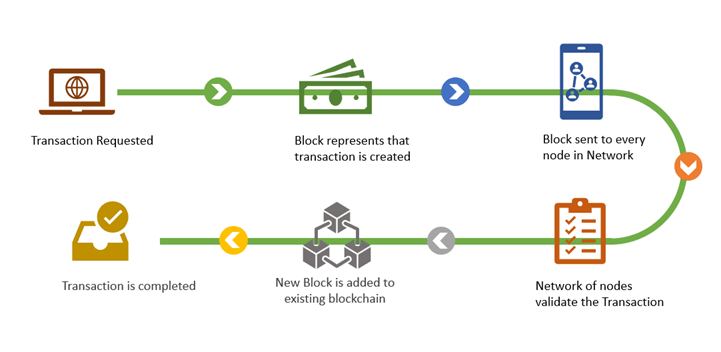 Transaction Requested
Block represents that
transaction is created
Block sent to every
node in Network
Network of nodes
validate the Transaction
New Block is added to
existing blockchain
Transaction is completed